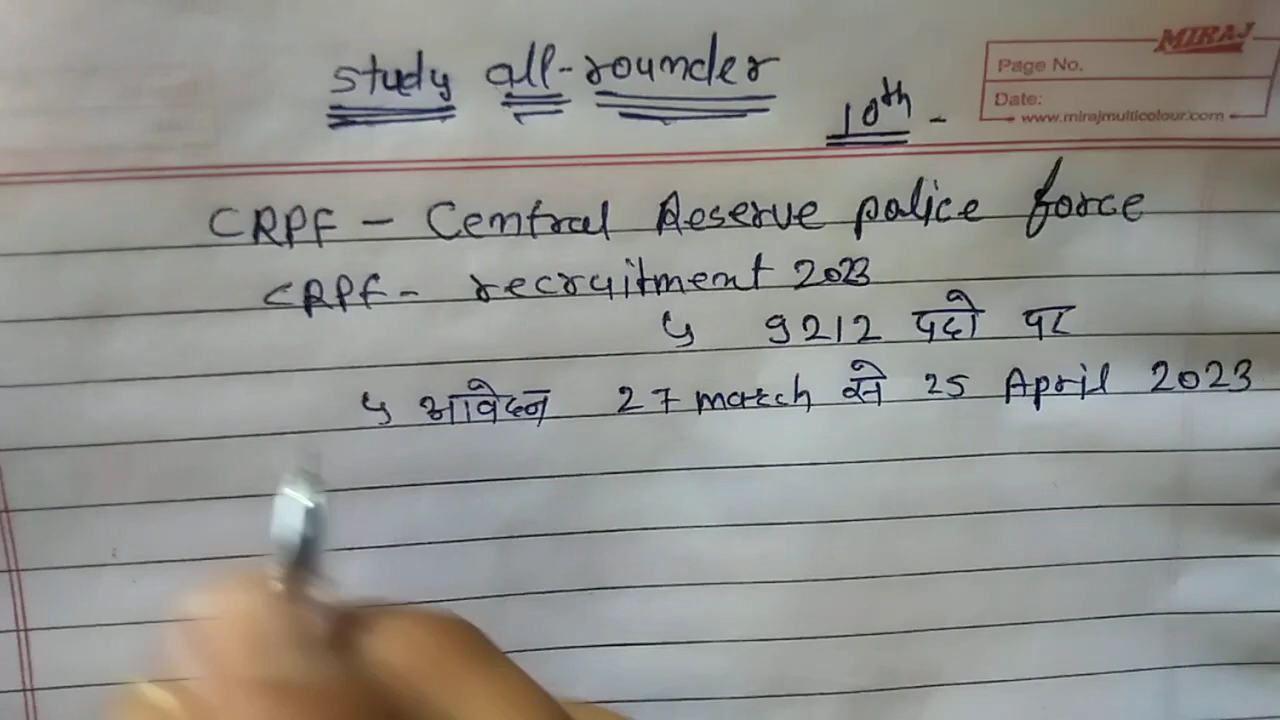 study all-rounder
10th -
MIRAJ
Page No.
Date:
www.mirajmulticolour.com
CRPF - Central Reserve police force
CRPF - recruitment 2023
↳ 9212 पदो पर
↳ आवेदन 27 march से 25 April 2023